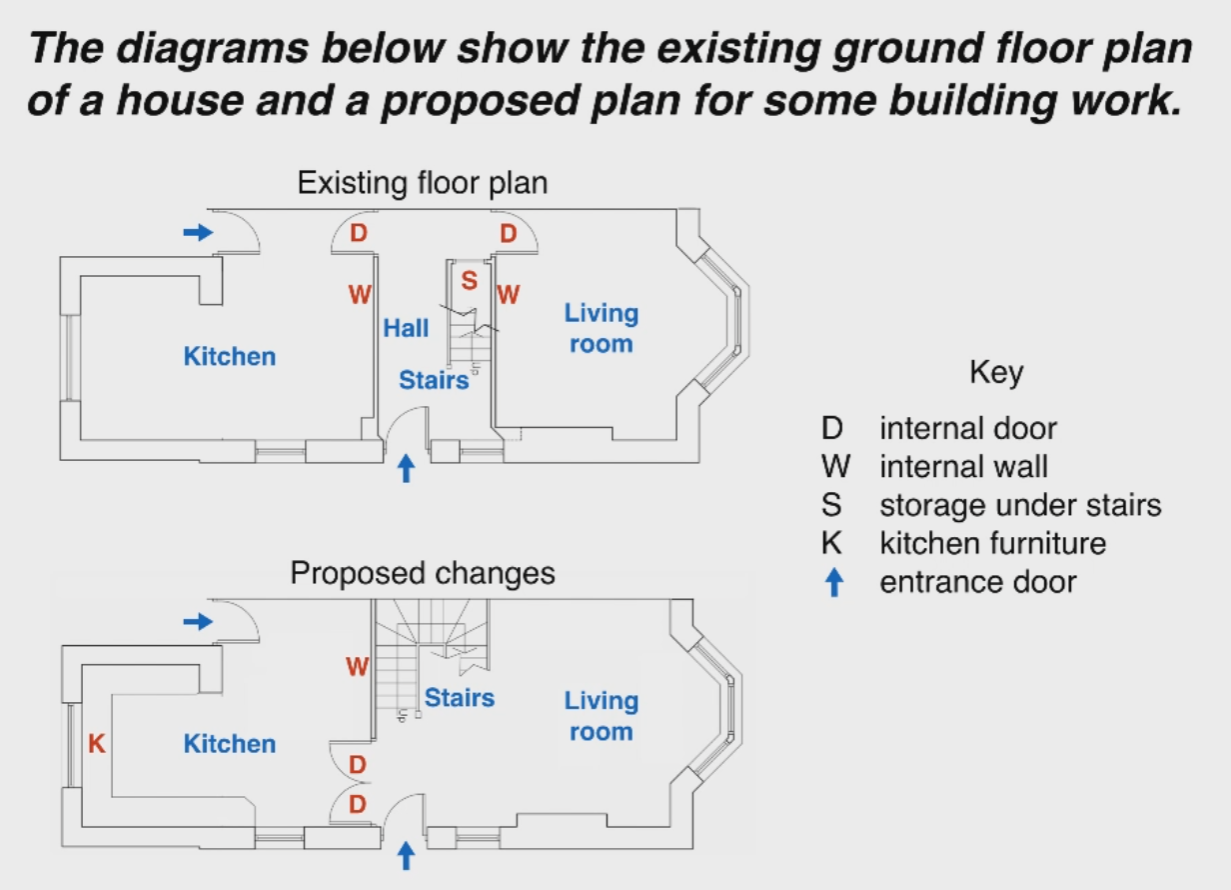 The diagrams below show the existing ground floor plan
of a house and a proposed plan for some building work.
Existing floor plan
D
D
W
S
W
Hall
Living
room
Kitchen
Stairs
Up
Key
D internal door
W internal wall
S storage under stairs
K kitchen furniture
entrance door
Proposed changes
W
Stairs
Living
room
Up
K
Kitchen
D
D